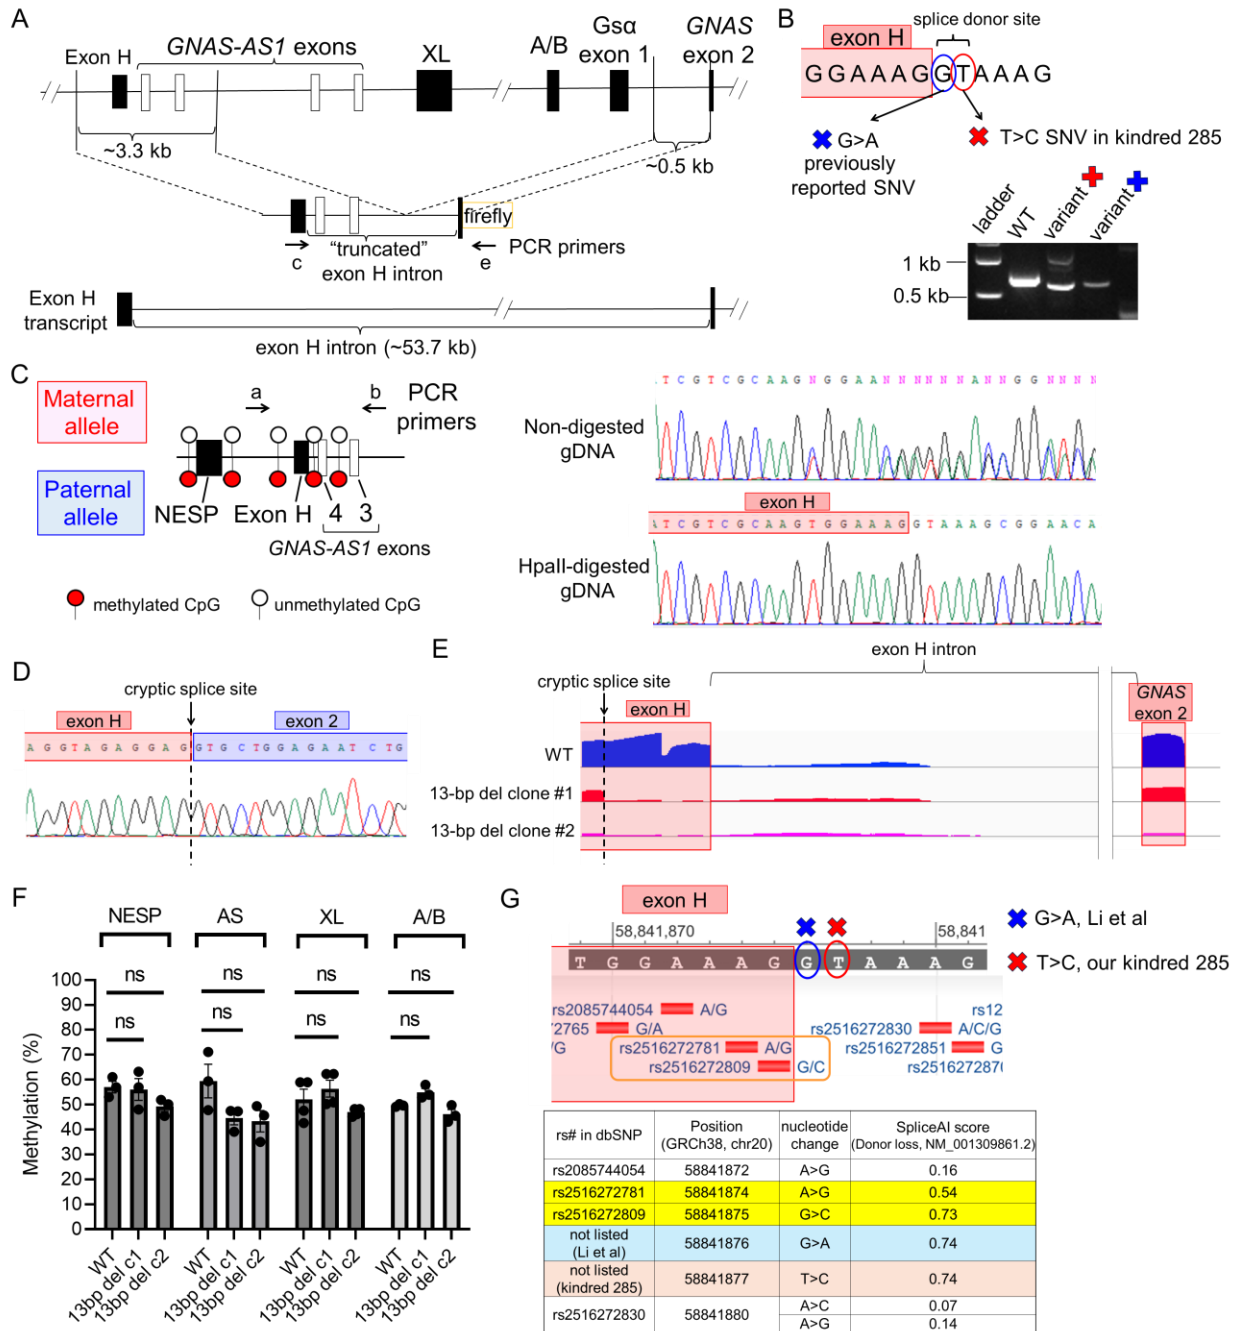 A
Exon H
GNAS-AS1 exons
XL
A/B
Gsα
exon 1
GNAS
exon 2
~3.3 kb
~0.5 kb
firefly
c
"truncated"
exon H intron
e
PCR primers
Exon H
transcript
exon H intron (~53.7 kb)
B
splice donor site
exon H
G G A A A G G T A A A G
G>A
previously
reported SNV
T>C SNV in kindred 285
ladder
WT
variant
variant
1 kb
0.5 kb
C
Maternal
allele
Paternal
allele
a
b
PCR
primers
NESP
Exon H
4
3
GNAS-AS1 exons
methylated CpG
unmethylated CpG
T C G T C G C A A G N G G A A N N N N N N A N N G G N N N N
Non-digested
gDNA
exon H
A T C G T C G C A A G T G G A A A G G T A A A G C G G A A C A
HpaII-digested
gDNA
D
cryptic splice site
exon H
exon 2
A G G T A G A G G A G G T G C T G G A G A A T C T G
E
exon H intron
cryptic splice site
exon H
GNAS
exon 2
WT
13-bp del clone #1
13-bp del clone #2
F
NESP
AS
XL
A/B
ns
ns
ns
ns
ns
ns
ns
ns
Methylation (%)
100
90
80
70
60
50
40
30
20
10
0
WT
13bp del c1
13bp del c2
WT
13bp del c1
13bp del c2
WT
13bp del c1
13bp del c2
WT
13bp del c1
13bp del c2
G
exon H
58,841,870
58,841
G>A, Li et al
T>C, our kindred 285
T G G A A A G G T A A A G
rs2085744054 A/G
rs12
72765 G/A
rs2516272830 A/C/G
/G
rs2516272781 A/G
rs2516272851 G
rs2516272809 G/C
rs2516272870
rs# in dbSNP
Position
(GRCh38, chr20)
nucleotide
change
SpliceAI score
(Donor loss, NM_001309861.2)
rs2085744054 58841872 A>G 0.16
rs2516272781 58841874 A>G 0.54
rs2516272809 58841875 G>C 0.73
not listed
(Li et al)
58841876 G>A 0.74
not listed
(kindred 285)
58841877 T>C 0.74
rs2516272830 58841880
A>C 0.07
A>G 0.14